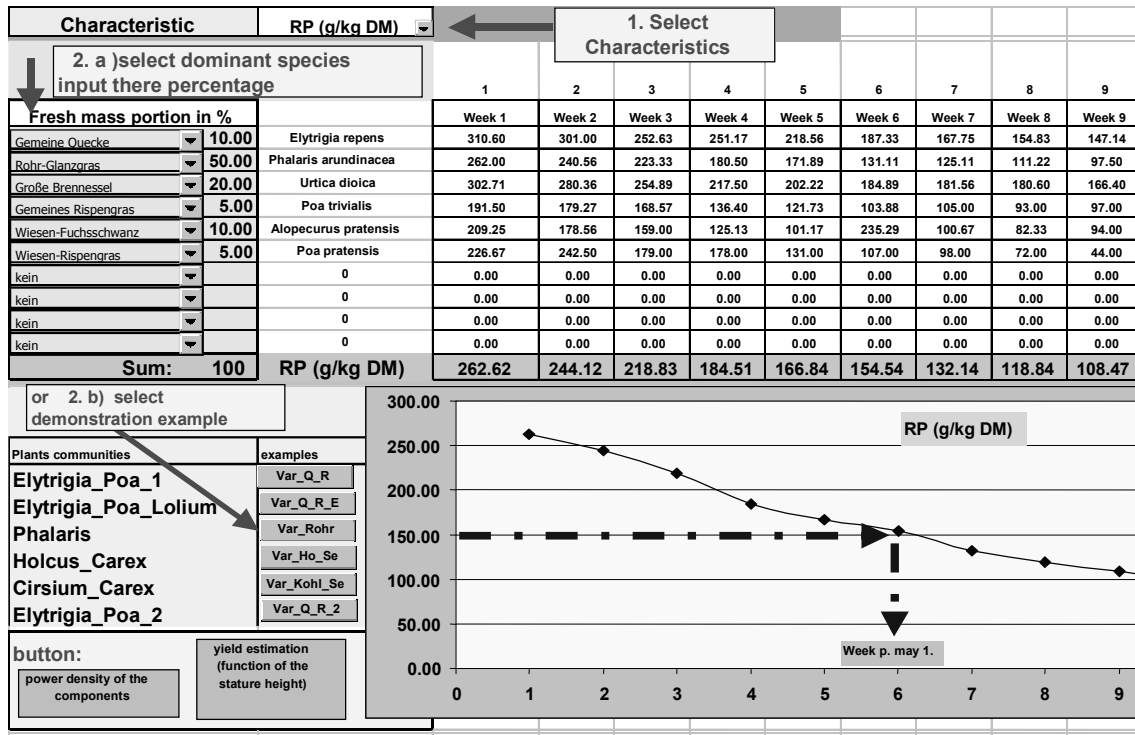 Characteristic RP (g/kg DM) 1. Select
Characteristics
2. a )select dominant species
input there percentage
1 2 3 4 5 6 7 8 9
Fresh mass portion in % Week 1 Week 2 Week 3 Week 4 Week 5 Week 6 Week 7 Week 8 Week 9
Gemeine Quecke 10.00 Elytrigia repens 310.60 301.00 252.63 251.17 218.56 187.33 167.75 154.83 147.14
Rohr-Glanzgras 50.00 Phalaris arundinacea 262.00 240.56 223.33 180.50 171.89 131.11 125.11 111.22 97.50
Große Brennessel 20.00 Urtica dioica 302.71 280.36 254.89 217.50 202.22 184.89 181.56 180.60 166.40
Gemeines Rispengras 5.00 Poa trivialis 191.50 179.27 168.57 136.40 121.73 103.88 105.00 93.00 97.00
Wiesen-Fuchsschwanz 10.00 Alopecurus pratensis 209.25 178.56 159.00 125.13 101.17 235.29 100.67 82.33 94.00
Wiesen-Rispengras 5.00 Poa pratensis 226.67 242.50 179.00 178.00 131.00 107.00 98.00 72.00 44.00
kein 0 0.00 0.00 0.00 0.00 0.00 0.00 0.00 0.00 0.00
kein 0 0.00 0.00 0.00 0.00 0.00 0.00 0.00 0.00 0.00
kein 0 0.00 0.00 0.00 0.00 0.00 0.00 0.00 0.00 0.00
kein 0 0.00 0.00 0.00 0.00 0.00 0.00 0.00 0.00 0.00
Sum: 100 RP (g/kg DM) 262.62 244.12 218.83 184.51 166.84 154.54 132.14 118.84 108.47
or 2. b) select
demonstration example
Plants communities examples
Elytrigia_Poa_1 Var_Q_R
Elytrigia_Poa_Lolium Var_Q_R_E
Phalaris Var_Rohr
Holcus_Carex Var_Ho_Se
Cirsium_Carex Var_Kohl_Se
Elytrigia_Poa_2 Var_Q_R_2
button:
power density of the
components
yield estimation
(function of the
stature height)
RP (g/kg DM)
300.00
250.00
200.00
150.00
100.00
50.00
0.00
Week p. may 1.
0 1 2 3 4 5 6 7 8 9